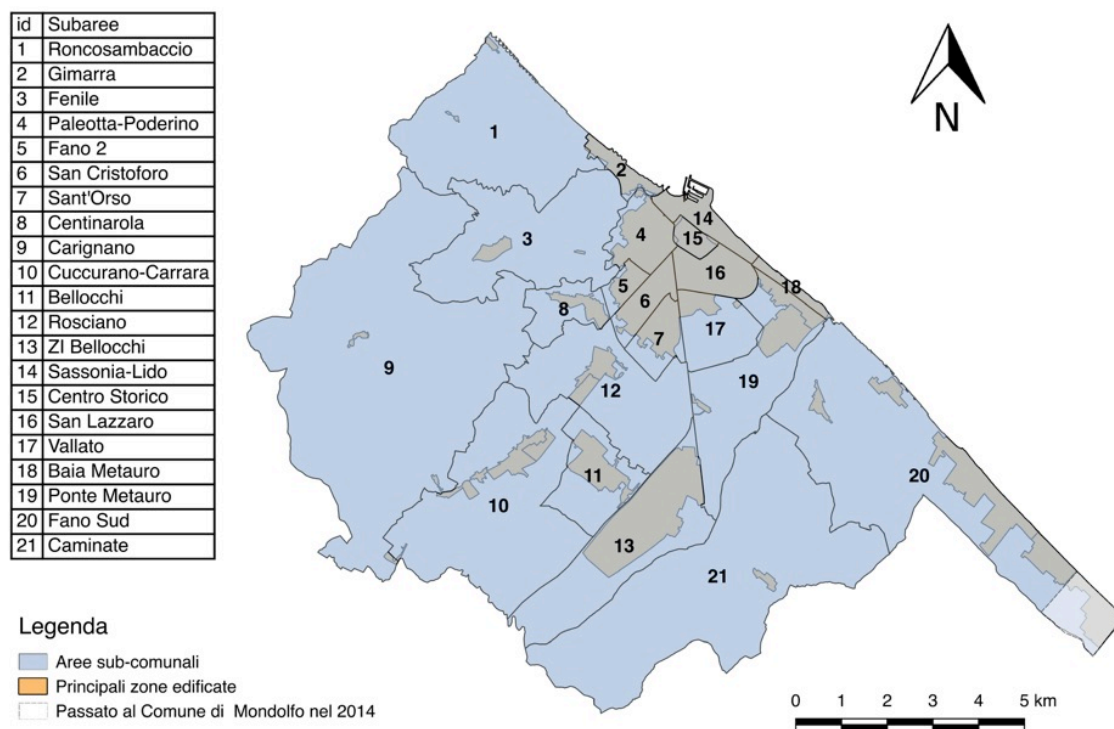 id Subaree
1 Roncosambaccio
2 Gimarra
3 Fenile
4 Paleotta-Poderino
5 Fano 2
6 San Cristoforo
7 Sant'Orso
8 Centinarola
9 Carignano
10 Cuccurano-Carrara
11 Bellocchi
12 Rosciano
13 ZI Bellocchi
14 Sassonia-Lido
15 Centro Storico
16 San Lazzaro
17 Vallato
18 Baia Metauro
19 Ponte Metauro
20 Fano Sud
21 Caminate
Legenda
Aree sub-comunali
Principali zone edificate
Passato al Comune di Mondolfo nel 2014
N
1
2
14
4
3
15
16
5
18
6
8
17
7
9
19
12
11
20
10
13
21
0 1 2 3 4 5 km